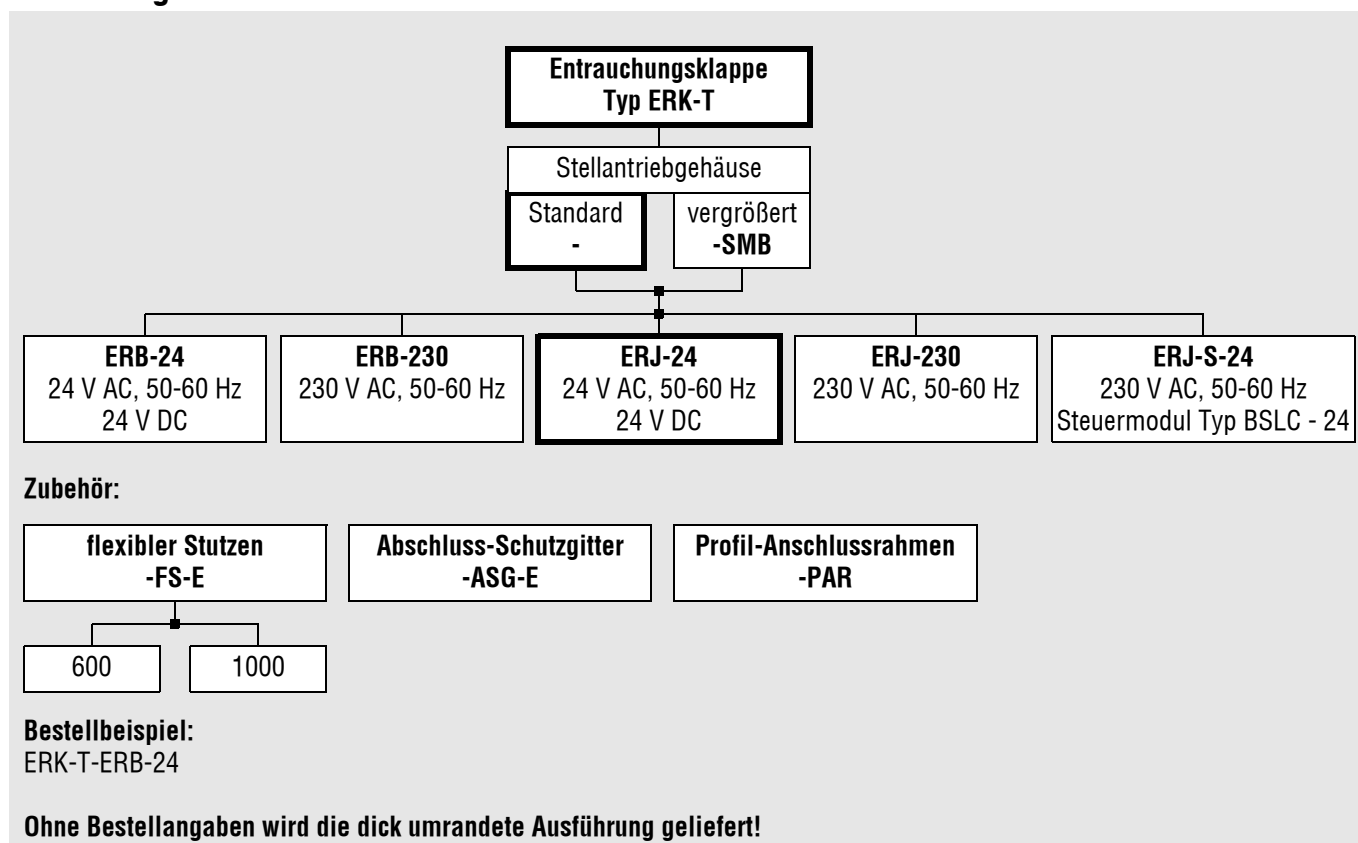 Entrauchungsklappe
Typ ERK-T
Stellantriebgehäuse
Standard
-
vergrößert
-SMB
ERB-24
24 V AC, 50-60 Hz
24 V DC
ERB-230
230 V AC, 50-60 Hz
ERJ-24
24 V AC, 50-60 Hz
24 V DC
ERJ-230
230 V AC, 50-60 Hz
ERJ-S-24
230 V AC, 50-60 Hz
Steuermodul Typ BSLC - 24
Zubehör:
flexibler Stutzen
-FS-E
Abschluss-Schutzgitter
-ASG-E
Profil-Anschlussrahmen
-PAR
600
1000
Bestellbeispiel:
ERK-T-ERB-24
Ohne Bestellangaben wird die dick umrandete Ausführung geliefert!